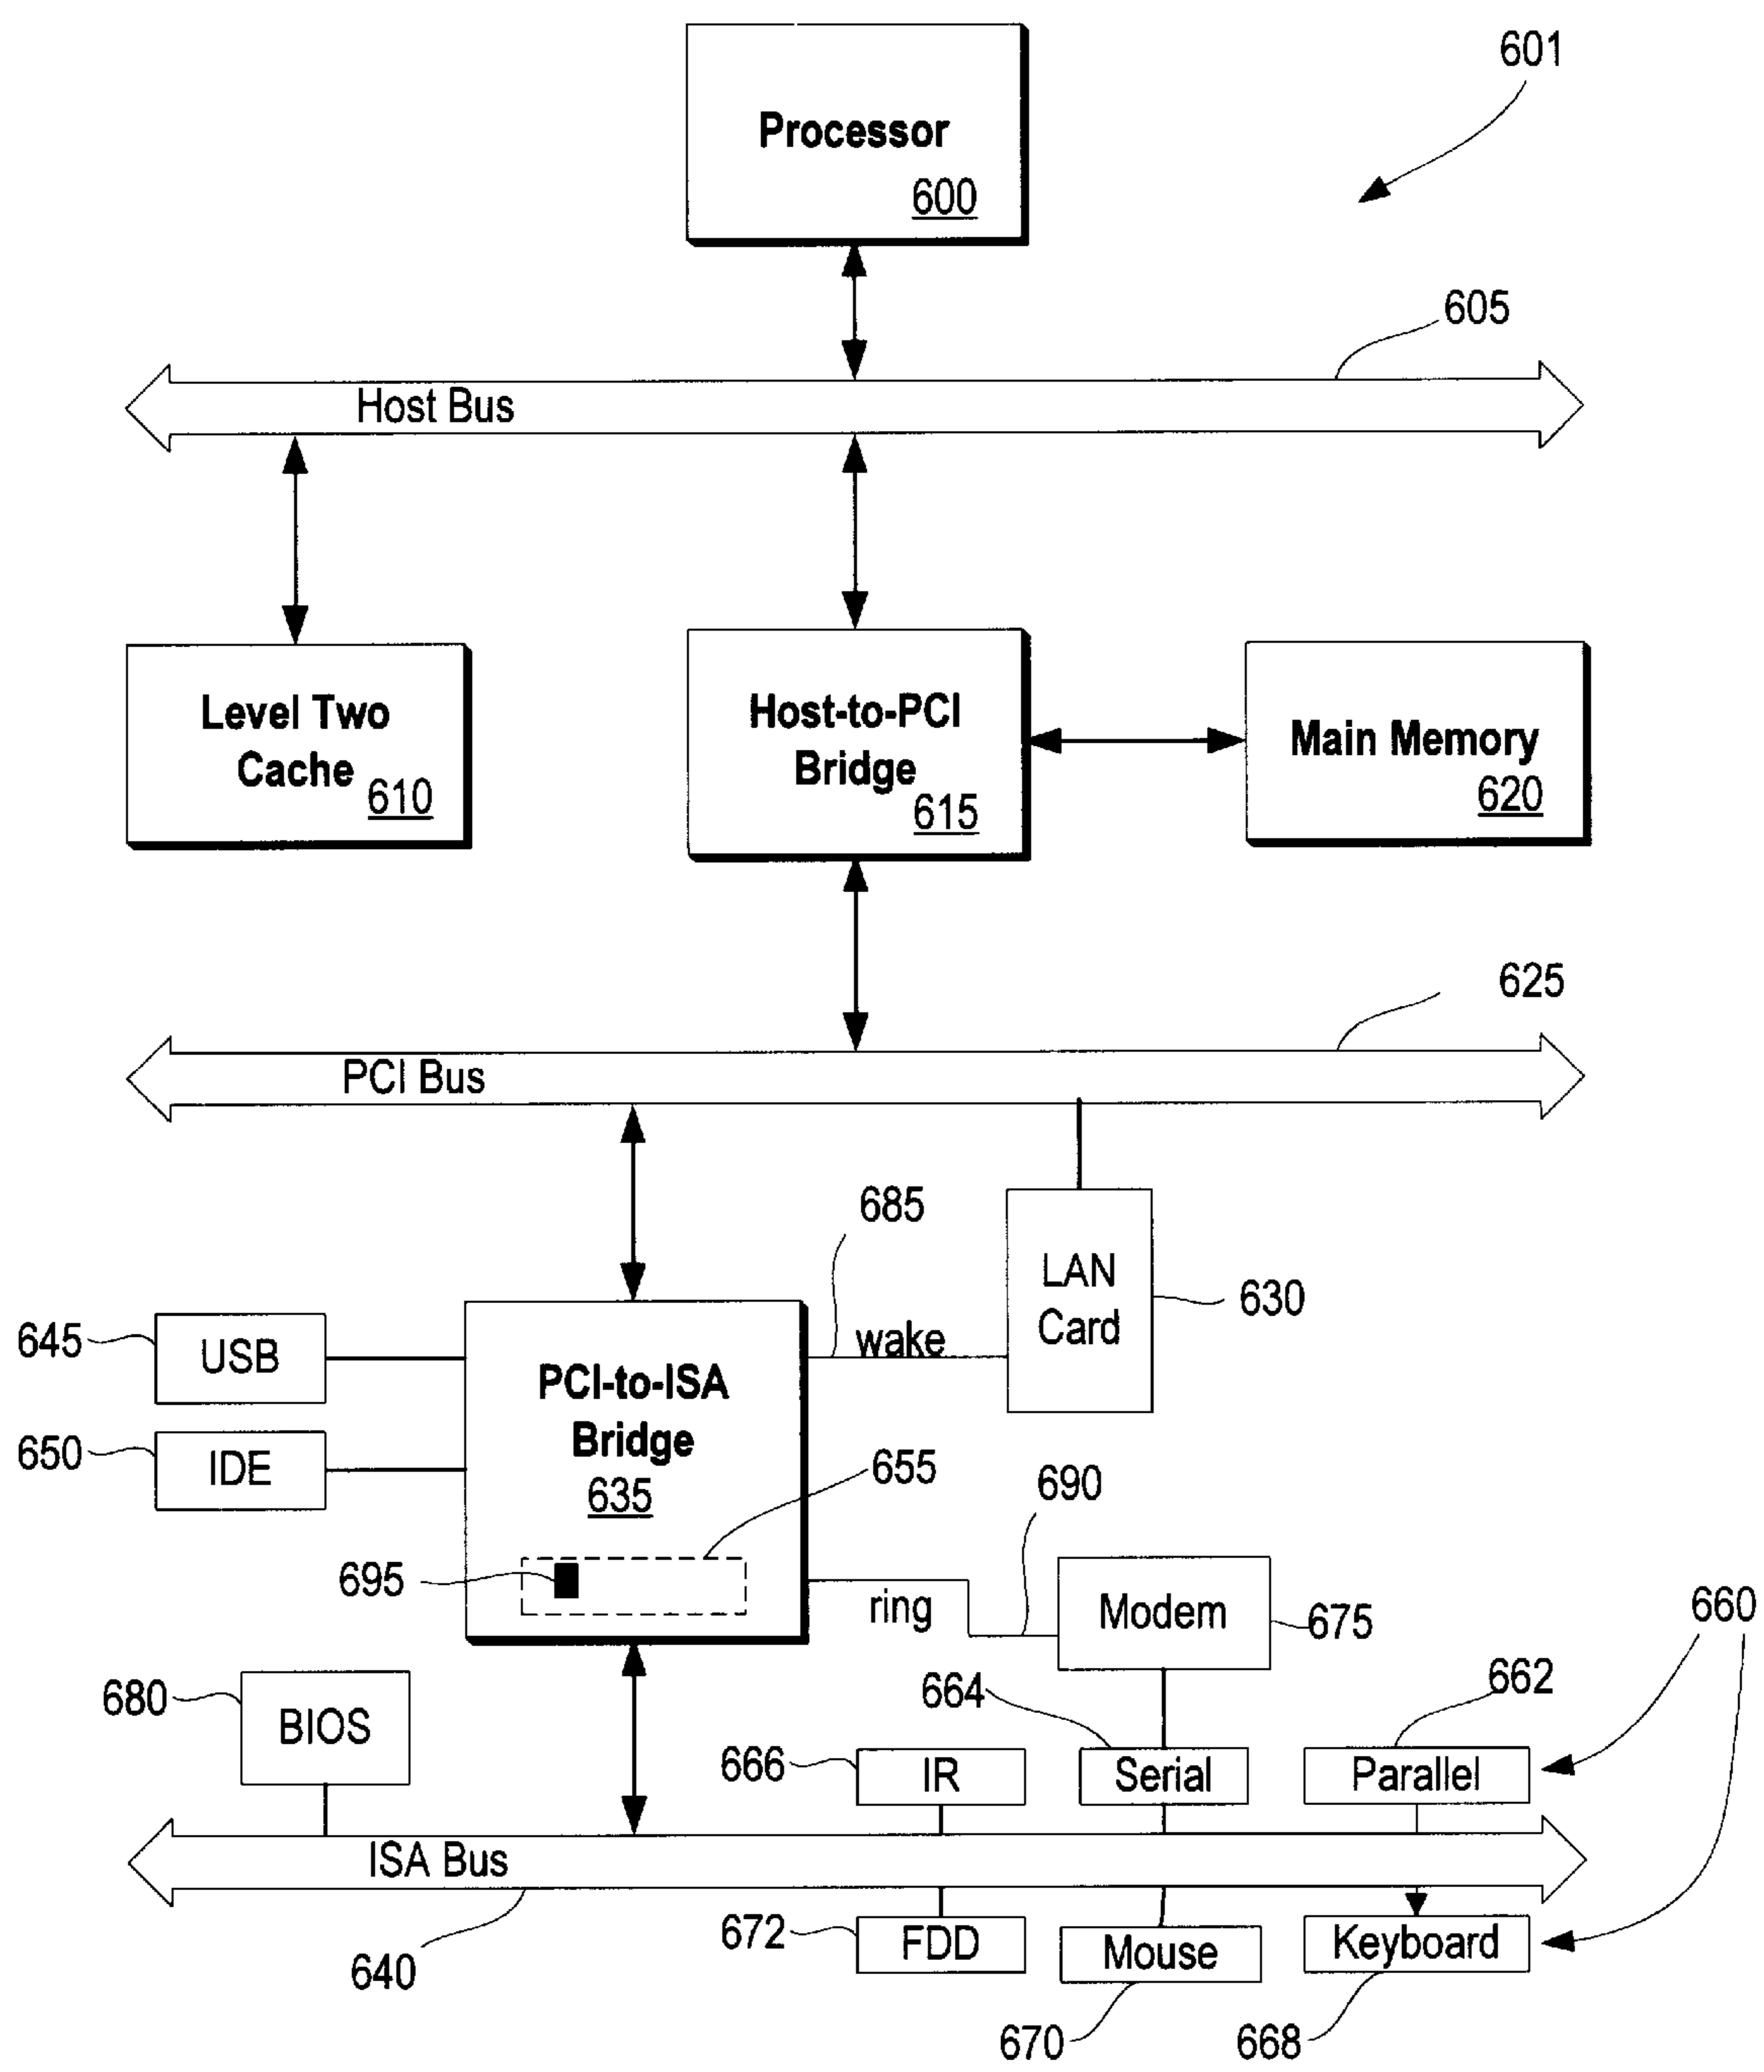 601
Processor
600
605
Host Bus
Level Two
Cache
610
Host-to-PCI
Bridge
615
Main Memory
620
625
PCI Bus
685
LAN
Card
630
wake
645
USB
PCI-to-ISA
Bridge
635
650
IDE
655
690
695
ring
Modem
675
660
680
BIOS
664
662
666
IR
Serial
Parallel
ISA Bus
640
672
FDD
Mouse
Keyboard
670
668